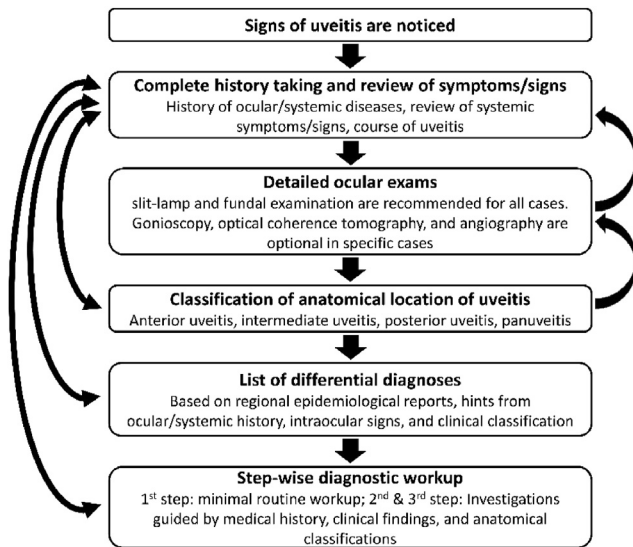 Signs of uveitis are noticed
Complete history taking and review of symptoms/signs
History of ocular/systemic diseases, review of systemic
symptoms/signs, course of uveitis
Detailed ocular exams
slit-lamp and fundal examination are recommended for all cases.
Gonioscopy, optical coherence tomography, and angiography are
optional in specific cases
Classification of anatomical location of uveitis
Anterior uveitis, intermediate uveitis, posterior uveitis, panuveitis
List of differential diagnoses
Based on regional epidemiological reports, hints from
ocular/systemic history, intraocular signs, and clinical classification
Step-wise diagnostic workup
1st step: minimal routine workup; 2nd & 3rd step: Investigations
guided by medical history, clinical findings, and anatomical
classifications